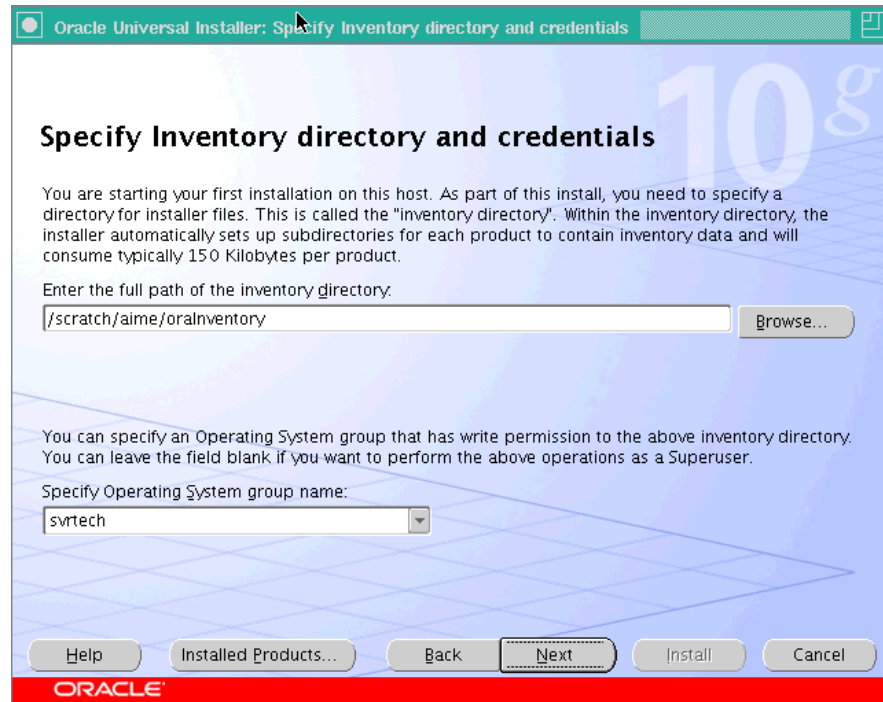 Oracle Universal Installer: Specify Inventory directory and credentials
10g
Specify Inventory directory and credentials
You are starting your first installation on this host. As part of this install, you need to specify a
directory for installer files. This is called the "inventory directory". Within the inventory directory, the
installer automatically sets up subdirectories for each product to contain inventory data and will
consume typically 150 Kilobytes per product.
Enter the full path of the inventory directory:
/scratch/aime/oraInventory
Browse...
You can specify an Operating System group that has write permission to the above inventory directory.
You can leave the field blank if you want to perform the above operations as a Superuser.
Specify Operating System group name:
svrtech
Help Installed Products... Back Next Install Cancel
ORACLE